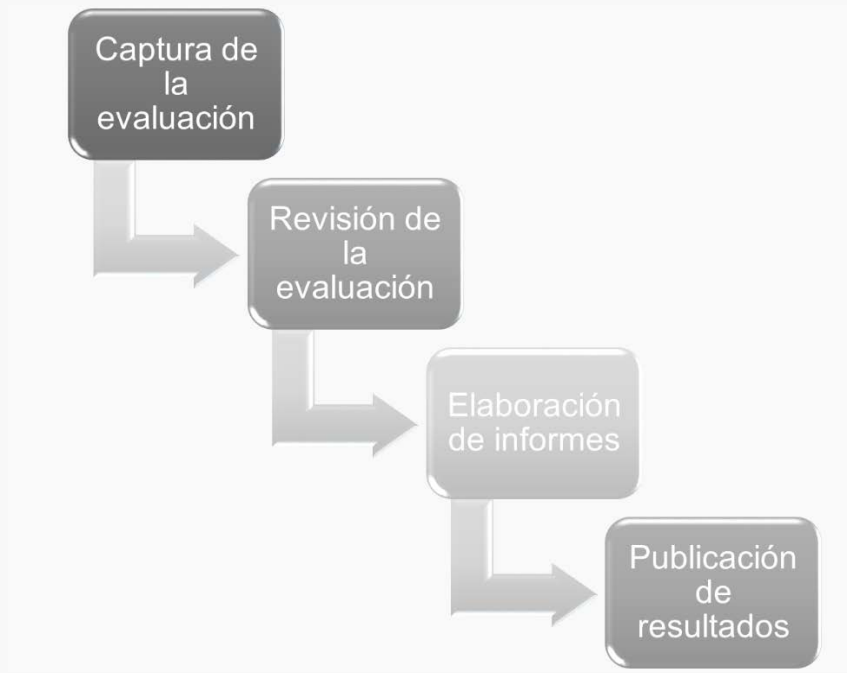 Captura de
la
evaluación
Revisión de
la
evaluación
Elaboración
de informes
Publicación
de
resultados